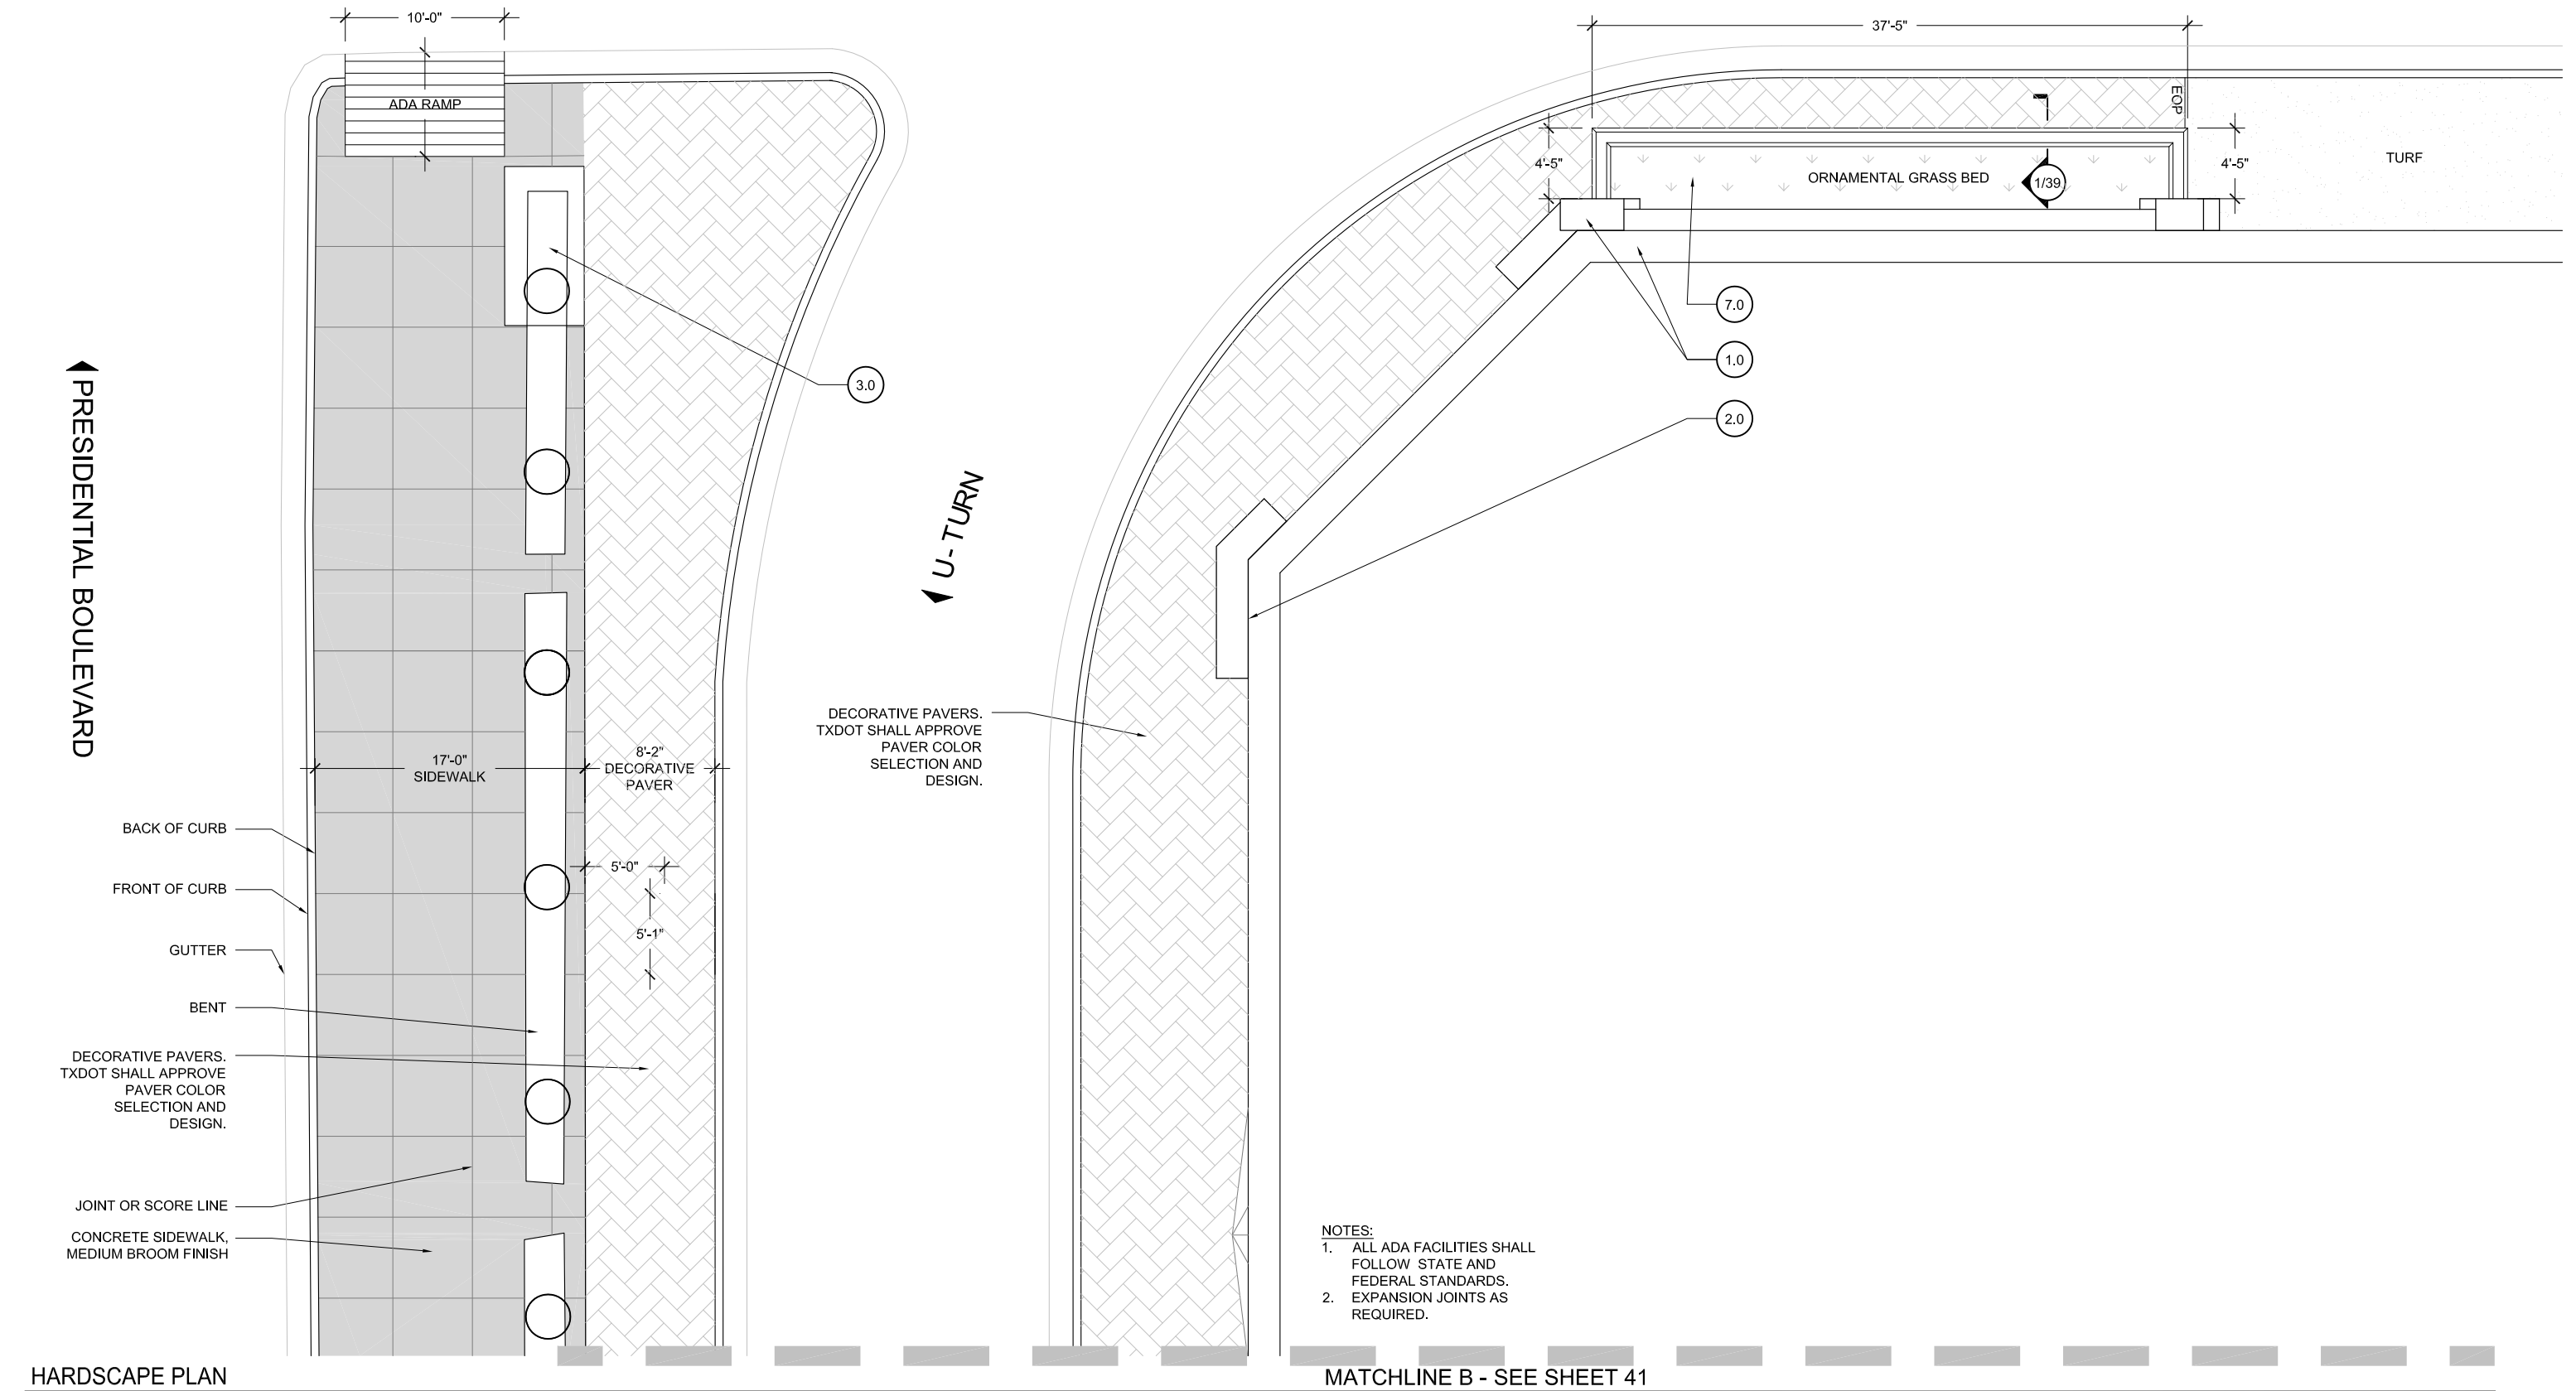 10'-0"
37'-5"
ADA RAMP
EOP
4'-5"
ORNAMENTAL GRASS BED
1
1/39
4'-5"
TURF
7.0
1.0
2.0
3.0
PRESIDENTIAL BOULEVARD
U-TURN
17'-0"
SIDEWALK
8'-2"
DECORATIVE
PAVER
DECORATIVE PAVERS.
TXDOT SHALL APPROVE
PAVER COLOR
SELECTION AND
DESIGN.
5'-0"
5'-1"
BACK OF CURB
FRONT OF CURB
GUTTER
BENT
DECORATIVE PAVERS.
TXDOT SHALL APPROVE
PAVER COLOR
SELECTION AND
DESIGN.
JOINT OR SCORE LINE
CONCRETE SIDEWALK,
MEDIUM BROOM FINISH
NOTES:
1. ALL ADA FACILITIES SHALL
FOLLOW STATE AND
FEDERAL STANDARDS.
2. EXPANSION JOINTS AS
REQUIRED.
HARDSCAPE PLAN
MATCHLINE B - SEE SHEET 41